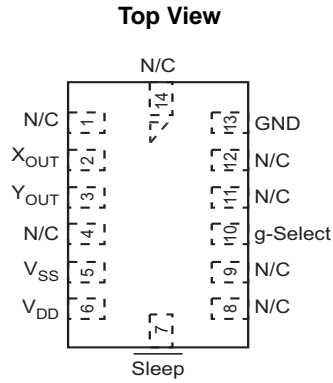 Top View
N/C
14
N/C 1 13 GND
XOUT 2 12 N/C
YOUT 3 11 N/C
N/C 4 10 g-Select
VSS 5 9 N/C
VDD 6 8 N/C
7
Sleep